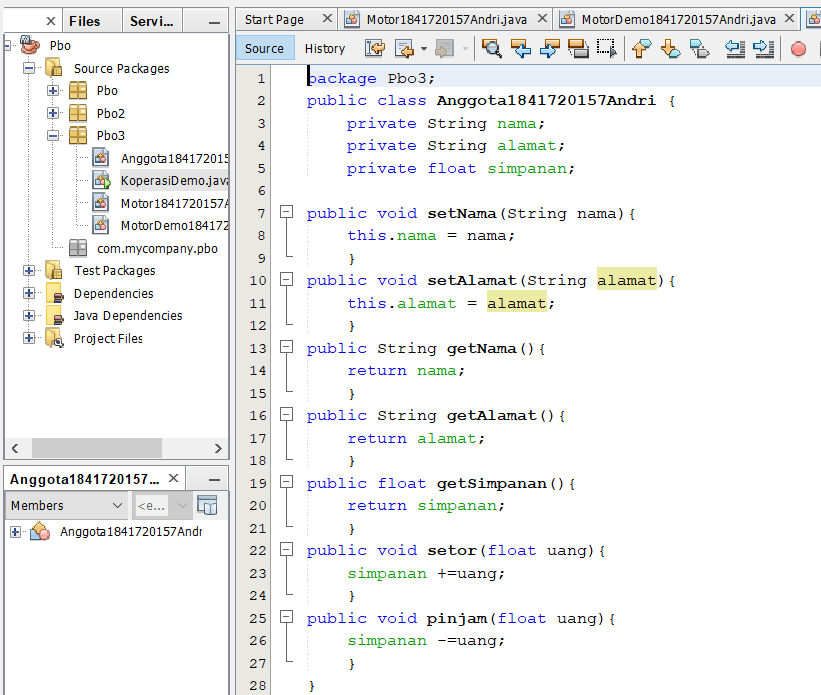 Files
Servi...
Pbo
Source Packages
Pbo
Pbo2
Pbo3
Anggota184172015
KoperasiDemo.java
Motor1841720157A
MotorDemo184172
com.mycompany.pbo
Test Packages
Dependencies
Java Dependencies
Project Files
Anggota1841720157...
Members
<e...
Anggota1841720157Andr
Start Page
Motor1841720157Andri.java
MotorDemo1841720157Andri.java
Source
History
1 package Pbo3;
2 public class Anggota1841720157Andri {
3 private String nama;
4 private String alamat;
5 private float simpanan;
6
7 public void setNama(String nama){
8 this.nama = nama;
9 }
10 public void setAlamat(String alamat){
11 this.alamat = alamat;
12 }
13 public String getNama(){
14 return nama;
15 }
16 public String getAlamat(){
17 return alamat;
18 }
19 public float getSimpanan(){
20 return simpanan;
21 }
22 public void setor(float uang){
23 simpanan +=uang;
24 }
25 public void pinjam(float uang){
26 simpanan -=uang;
27 }
28 }